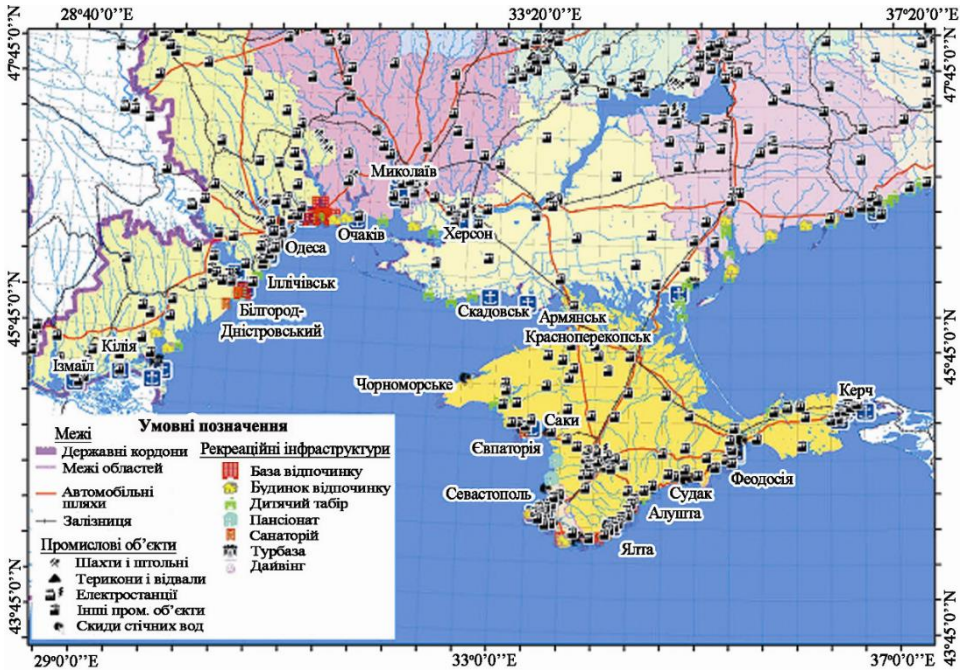 28°40'0''E
33°20'0''E
37°20'0''E
47°45'0''N
47°45'0''N
Миколаїв
Одеса
Очаків
Херсон
Іллічівськ
Білгород-
Дністровський
Скадовськ
Армянськ
Красноперекопськ
45°45'0''N
45°45'0''N
Кілія
Ізмаїл
Чорноморське
Керч
Саки
Євпаторія
Севастополь
Судак
Феодосія
Алушта
Ялта
Умовні позначення
Межі
Державні кордони
Межі областей
Автомобільні
шляхи
Залізниця
Промислові об’єкти
Шахти і штольні
Терикони і відвали
Електростанції
Інші пром. об’єкти
Скиди стічних вод
Рекреаційні інфраструктури
База відпочинку
Будинок відпочинку
Дитячий табір
Пансіонат
Санаторій
Турбаза
Дайвінг
43°45'0''N
43°45'0''N
29°0'0''E
33°0'0''E
37°0'0''E